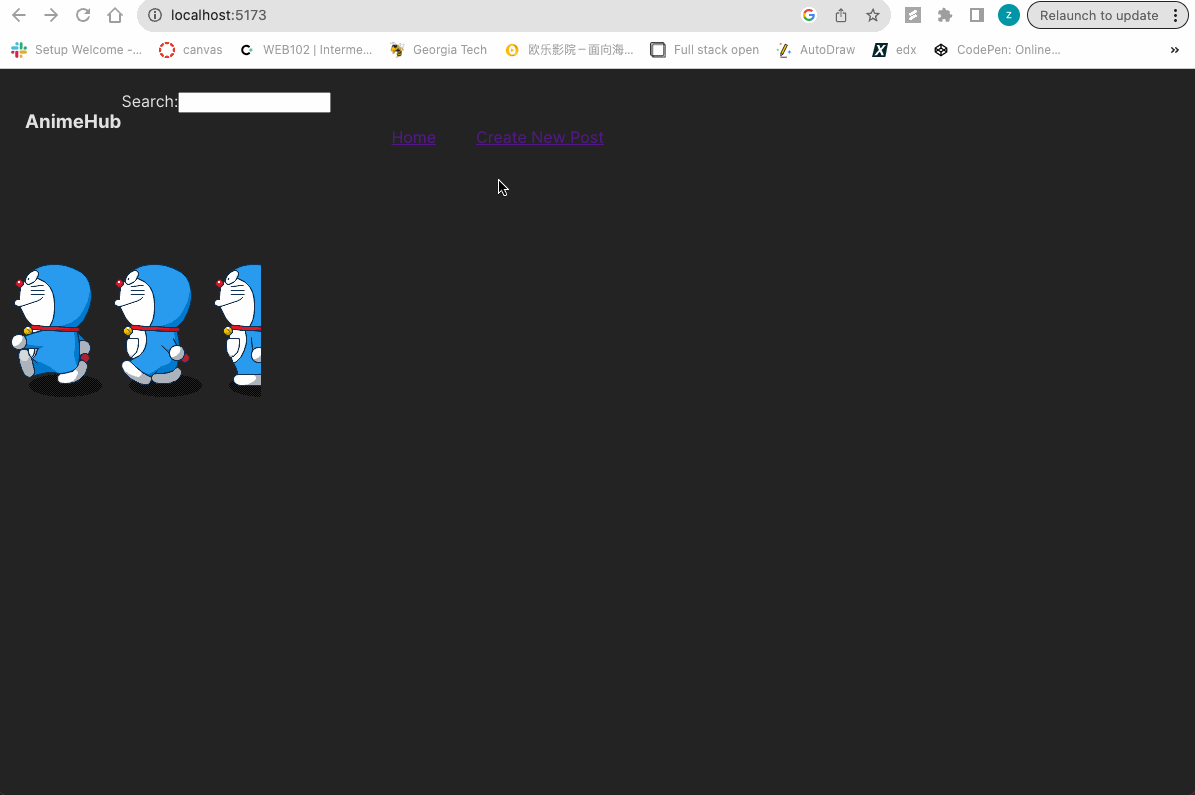 localhost:5173
Z
Relaunch to update
Setup Welcome –...
canvas
WEB102 | Interme...
Georgia Tech
欧乐影院－面向海...
Full stack open
AutoDraw
edx
CodePen: Online...
»
Search:
AnimeHub
Home
Create New Post